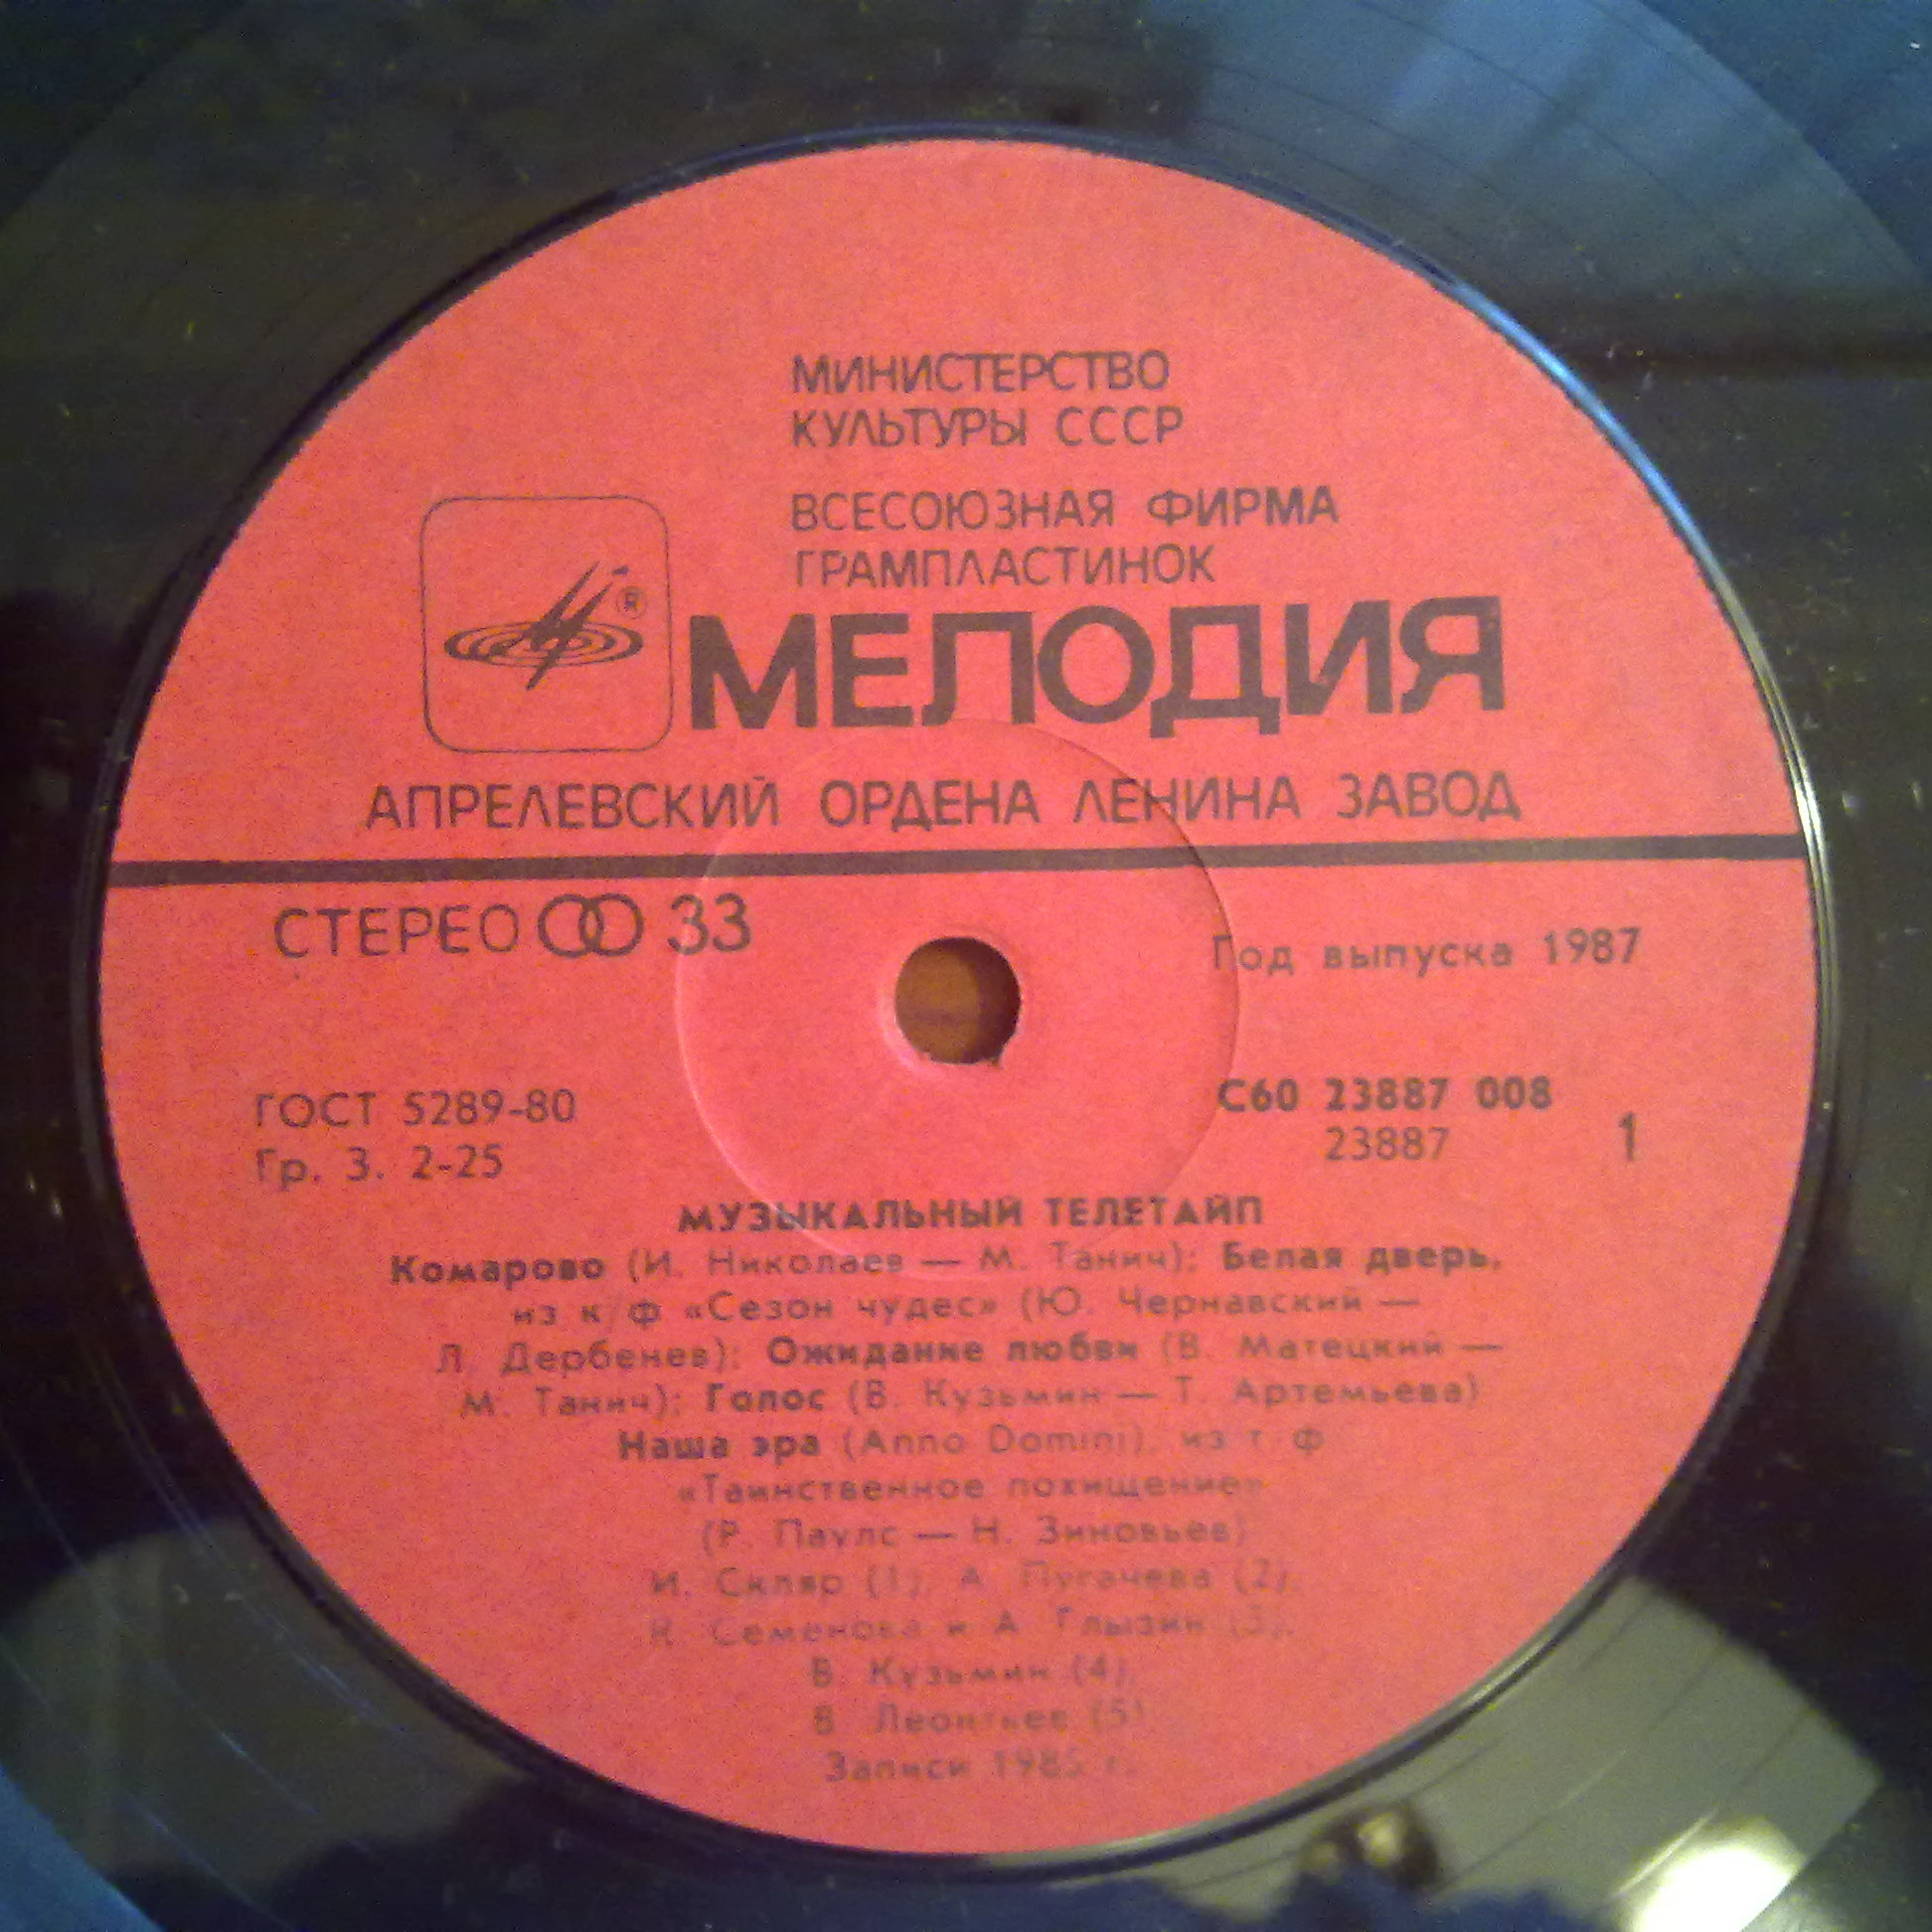 МИНИСТЕРСТВО
КУЛЬТУРЫ СССР
ВСЕСОЮЗНАЯ ФИРМА
ГРАМПЛАСТИНОК
®
МЕЛОДИЯ
АПРЕЛЕВСКИЙ ОРДЕНА ЛЕНИНА ЗАВОД
СТЕРЕО 33
Год выпуска 1987
ГОСТ 5289-80
Гр. 3. 2-25
С60 23887 008
23887
1
МУЗЫКАЛЬНЫЙ ТЕЛЕТАЙП
Комарово (И. Николаев — М. Танич); Белая дверь,
из к/ф «Сезон чудес» (Ю. Чернавский —
Л. Дербенев); Ожидание любви (В. Матецкий —
М. Танич); Голос (В. Кузьмин — Т. Артемьева)
Наша эра (Anno Domini), из т/ф
«Таинственное похищение»
(Р. Паулс — Н. Зиновьев)
И. Скляр (1), А. Пугачева (2),
Семенова и А. Глызин (3),
В. Кузьмин (4),
В. Леонтьев (5)
Записи 1985 г.